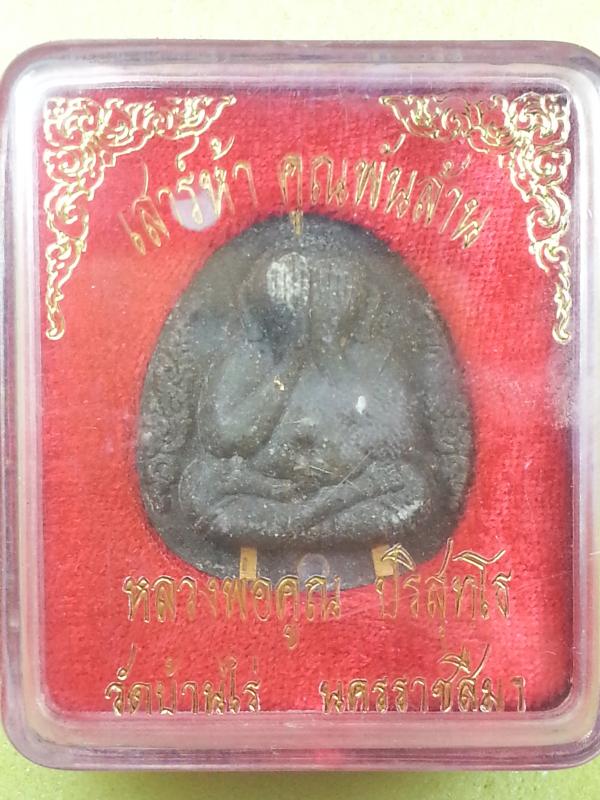 เสาร์ห้า คูณพันล้าน
หลวงพ่อคูณ ปริสุทโธ
วัดบ้านไร่ นครราชสีมา